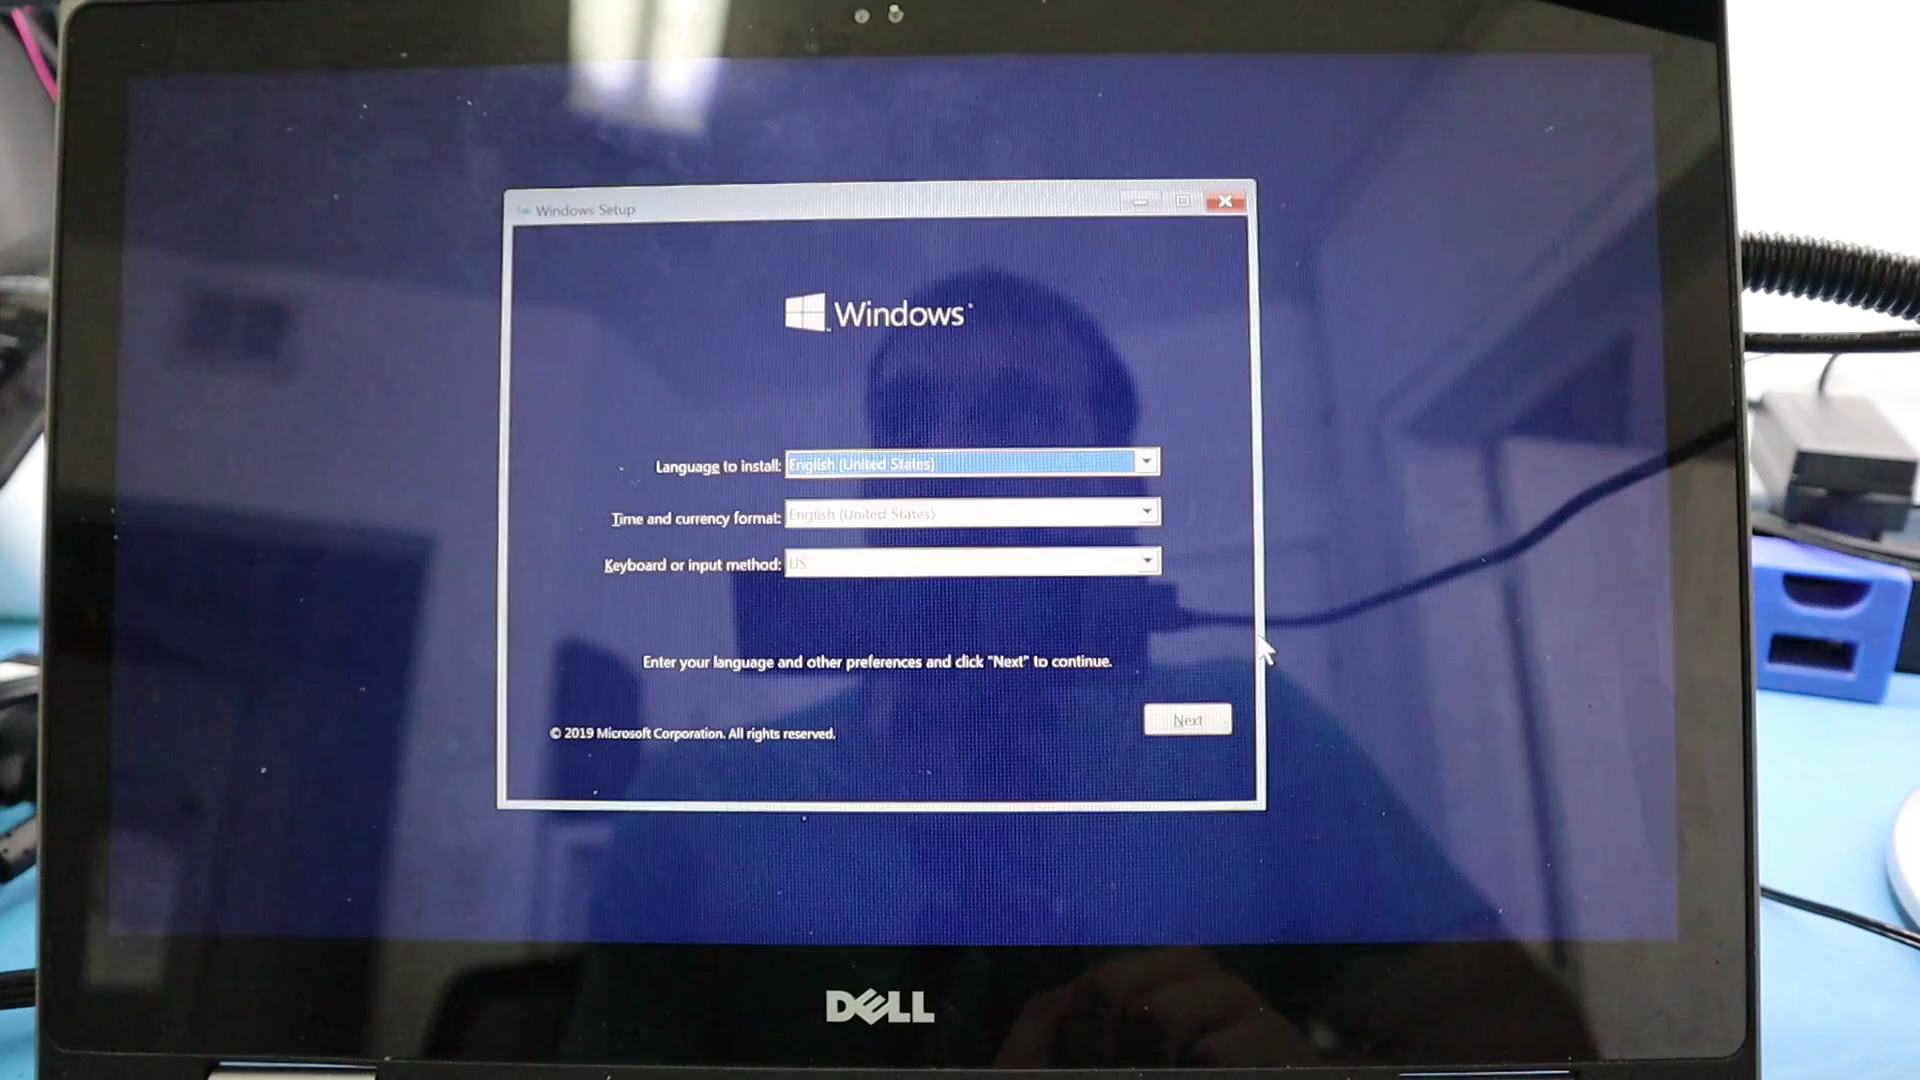 Windows Setup
Windows
Language to install: English (United States)
Time and currency format: English (United States)
Keyboard or input method: US
Enter your language and other preferences and click "Next" to continue.
Next
© 2019 Microsoft Corporation. All rights reserved.
DELL